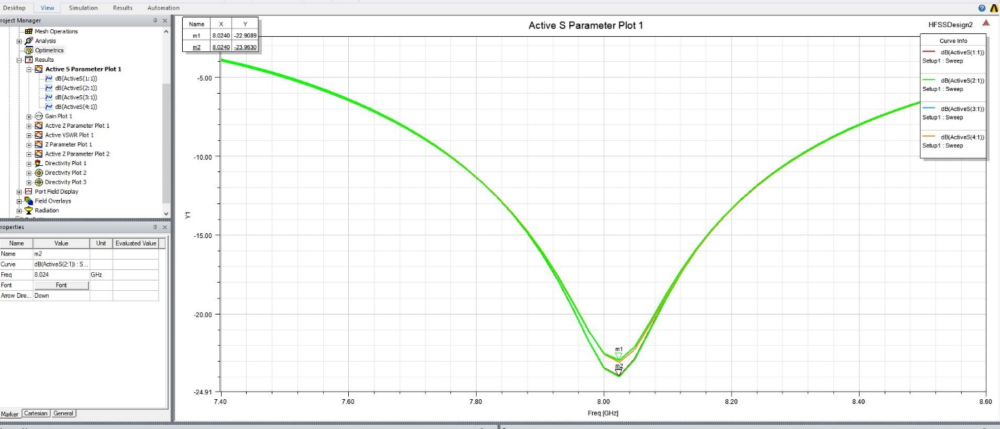 Desktop View Simulation Results Automation
roject Manager
Mesh Operations
Analysis
Optimetrics
Results
Active S Parameter Plot 1
dB(ActiveS(1:1))
dB(ActiveS(2:1))
dB(ActiveS(3:1))
dB(ActiveS(4:1))
Gain Plot 1
Active Z Parameter Plot 1
Active VSWR Plot 1
Z Parameter Plot 1
Active Z Parameter Plot 2
Directivity Plot 1
Directivity Plot 2
Directivity Plot 3
Port Field Display
Field Overlays
Radiation
roperties
Name Value Unit Evaluated Value
Name m2
Curve dB(ActiveS(2:1)) : S...
Freq 8.024 GHz
Font Font
Arrow Dire... Down
Marker Cartesian General
Name X Y
m1 8.0240 -22.9089
m2 8.0240 -23.9530
Active S Parameter Plot 1
HFSSDesign2
Curve Info
dB(ActiveS(1:1))
Setup1 : Sweep
dB(ActiveS(2:1))
Setup1 : Sweep
dB(ActiveS(3:1))
Setup1 : Sweep
dB(ActiveS(4:1))
Setup1 : Sweep
-5.00
-10.00
-15.00
-20.00
-24.91
Y1
m1
m2
7.40 7.60 7.80 8.00 8.20 8.40 8.60
Freq [GHz]